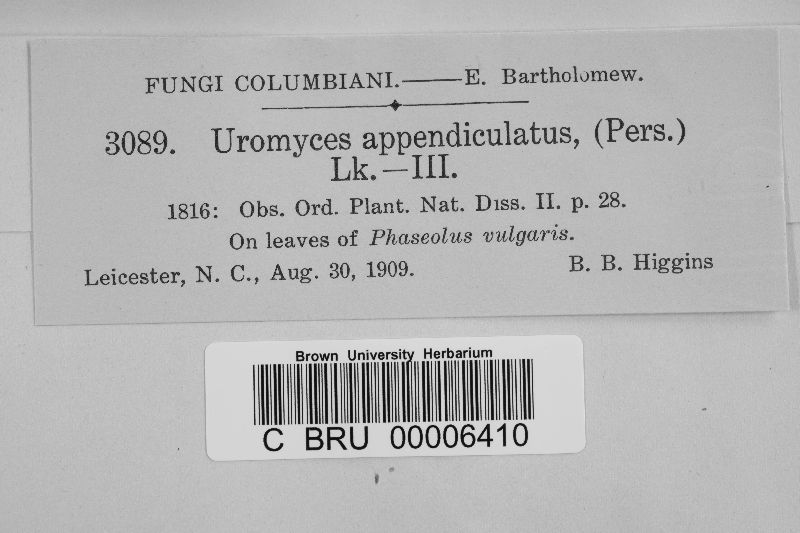 FUNGI COLUMBIANI.——E. Bartholomew.
3089. Uromyces appendiculatus, (Pers.)
Lk.—III.
1816: Obs. Ord. Plant. Nat. Diss. II. p. 28.
On leaves of Phaseolus vulgaris.
Leicester, N. C., Aug. 30, 1909. B. B. Higgins
Brown University Herbarium
C BRU 00006410